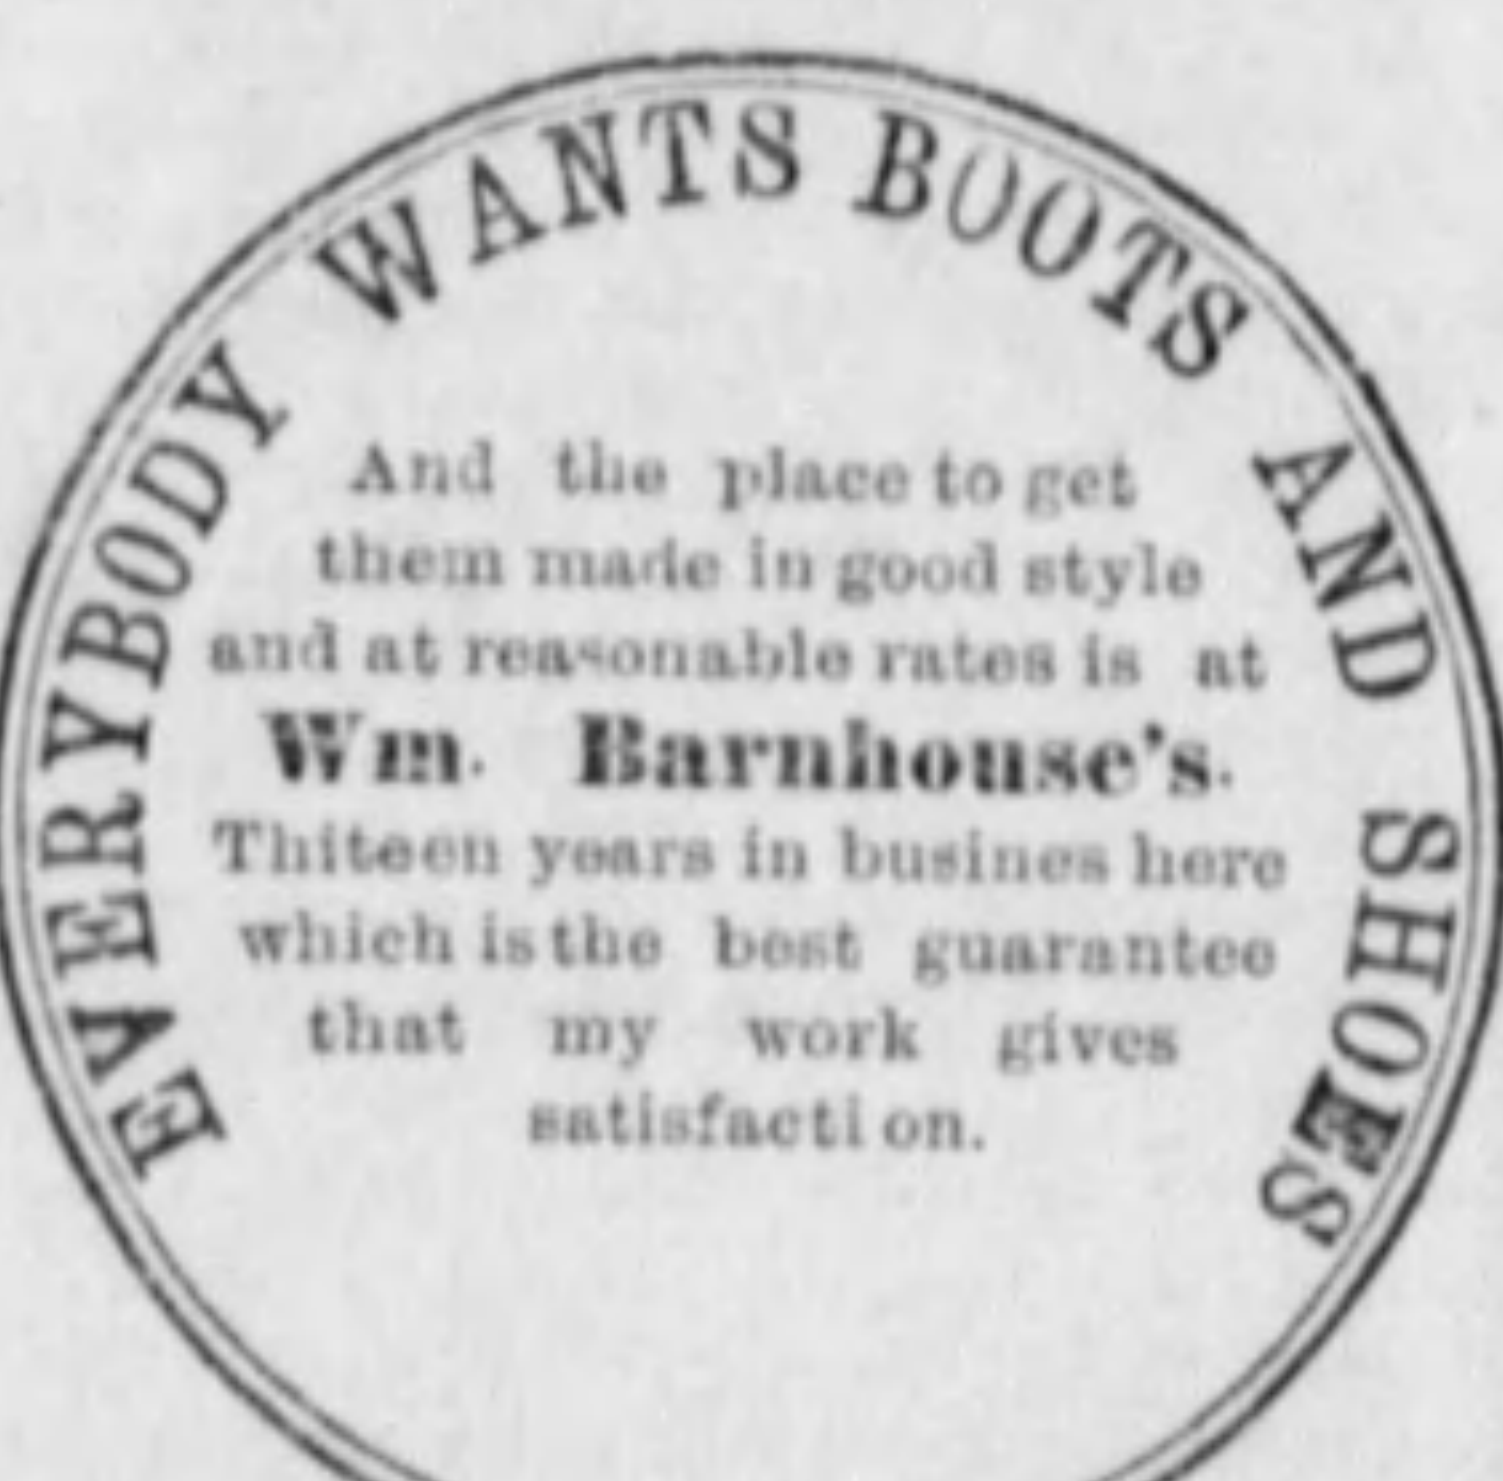 EVERYBODY WANTS BOOTS AND SHOES
And the place to get
them made in good style
and at reasonable rates is at
Wm. Barnhouse's.
Thiteen years in busines here
which is the best guarantee
that my work gives
satisfacti on.